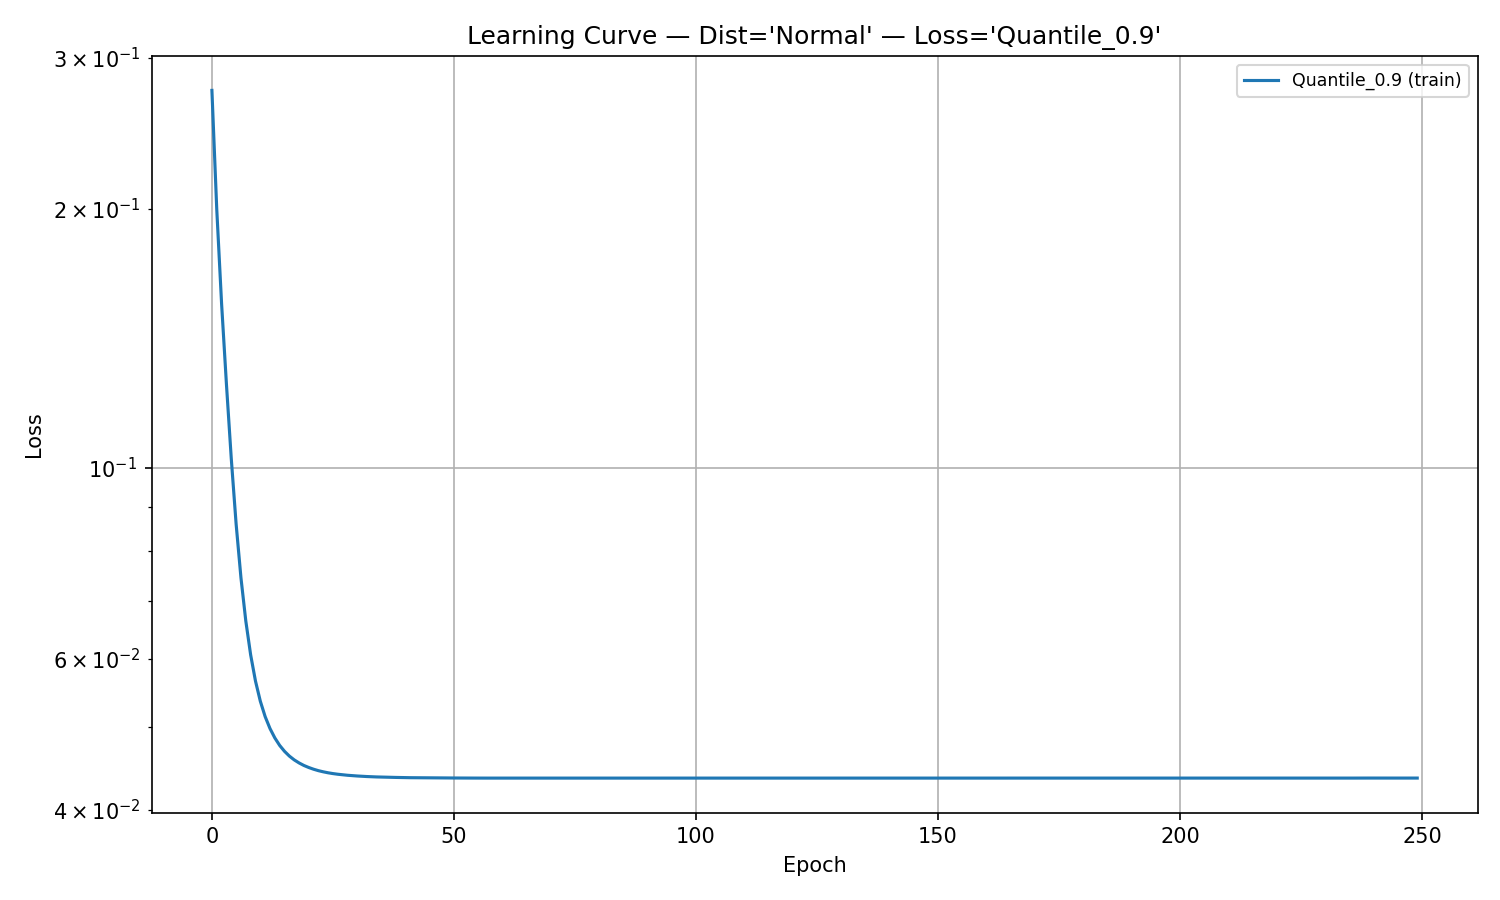 Learning Curve — Dist='Normal' — Loss='Quantile_0.9'
Quantile_0.9 (train)
Loss
3 × 10⁻¹
2 × 10⁻¹
10⁻¹
6 × 10⁻²
4 × 10⁻²
0 50 100 150 200 250
Epoch